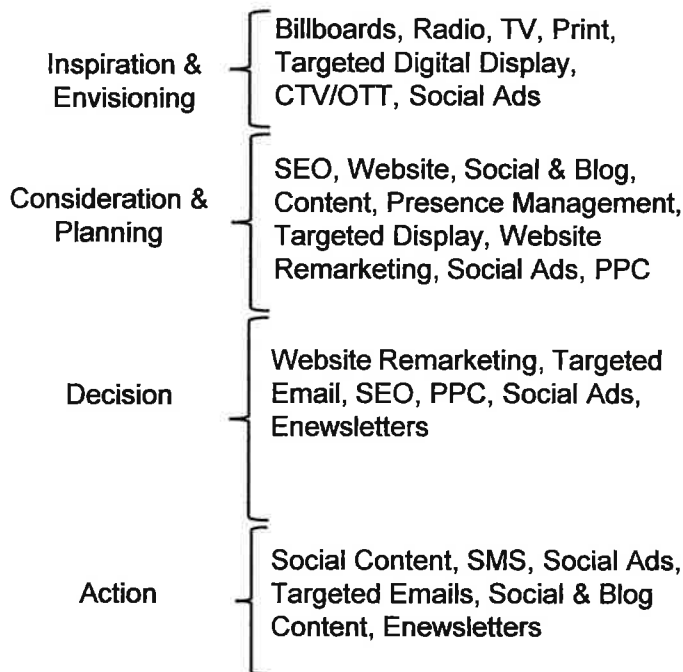 Inspiration &
Envisioning
Billboards, Radio, TV, Print,
Targeted Digital Display,
CTV/OTT, Social Ads
Consideration &
Planning
SEO, Website, Social & Blog,
Content, Presence Management,
Targeted Display, Website
Remarketing, Social Ads, PPC
Decision
Website Remarketing, Targeted
Email, SEO, PPC, Social Ads,
Enewsletters
Action
Social Content, SMS, Social Ads,
Targeted Emails, Social & Blog
Content, Enewsletters